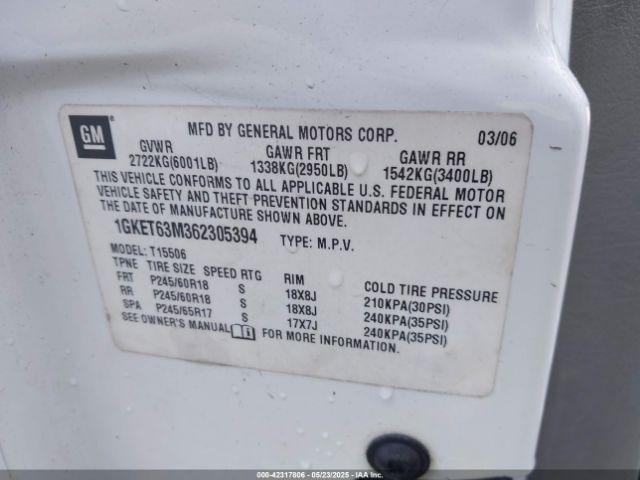 GM
MFD BY GENERAL MOTORS CORP. 03/06
GVWR GAWR FRT GAWR RR
2722KG(6001LB) 1338KG(2950LB) 1542KG(3400LB)
THIS VEHICLE CONFORMS TO ALL APPLICABLE U.S. FEDERAL MOTOR
VEHICLE SAFETY AND THEFT PREVENTION STANDARDS IN EFFECT ON
THE DATE OF MANUFACTURE SHOWN ABOVE.
1GKET63M362305394 TYPE: M.P.V.
MODEL: T15506
TPNE TIRE SIZE SPEED RTG RIM COLD TIRE PRESSURE
FRT P245/60R18 S 18X8J 210KPA(30PSI)
RR P245/60R18 S 18X8J 240KPA(35PSI)
SPA P245/65R17 S 17X7J 240KPA(35PSI)
SEE OWNER'S MANUAL FOR MORE INFORMATION.
000-42317806 - 05/23/2025 - IAAI.COM